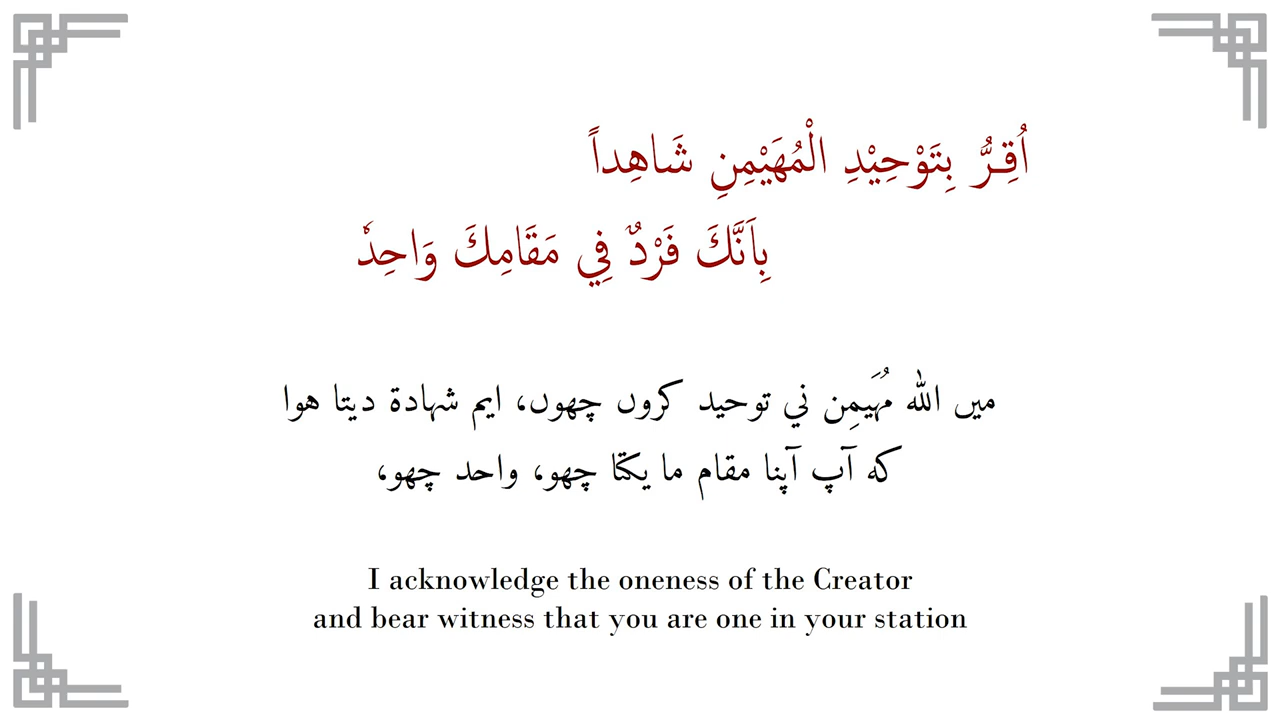 اُقِـرُّ بِتَوْحِيْدِ الْمُهَيْمِنِ شَاهِداً
بِاَنَّكَ فَرْدٌ فِي مَقَامِكَ وَاحِدٗ
ميں الله مُهَيمِن ني توحيد كروں چھوں، ايم شهادة ديتا هوا
كه آپ آپنا مقام ما يكتا چھو، واحد چھو،
I acknowledge the oneness of the Creator
and bear witness that you are one in your station